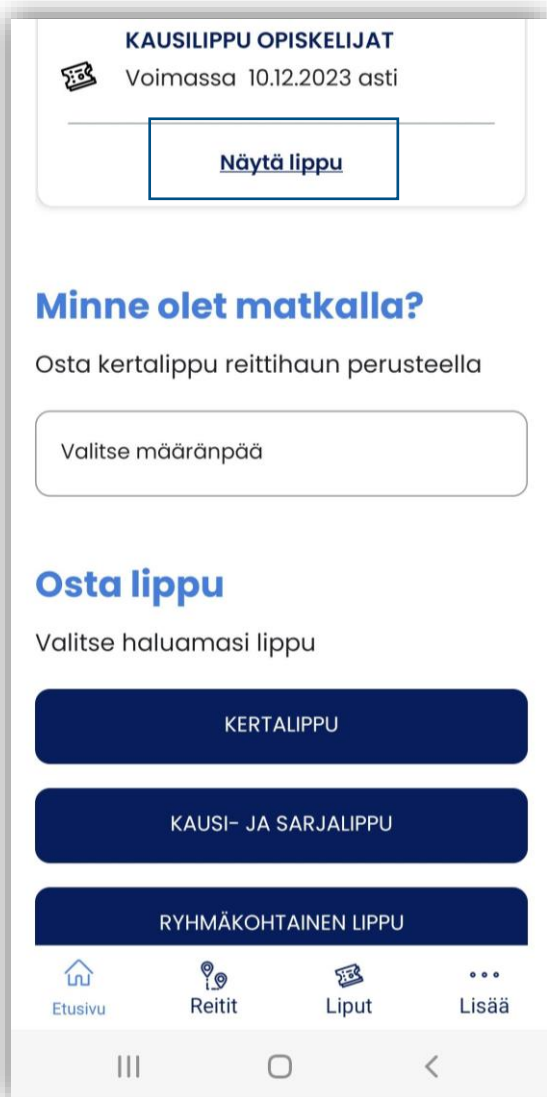 KAUSILIPPU OPISKELIJAT
Voimassa 10.12.2023 asti
Näytä lippu
Minne olet matkalla?
Osta kertalippu reittihaun perusteella
Valitse määränpää
Osta lippu
Valitse haluamasi lippu
KERTALIPPU
KAUSI- JA SARJALIPPU
RYHMÄKOHTAINEN LIPPU
Etusivu Reitit Liput Lisää